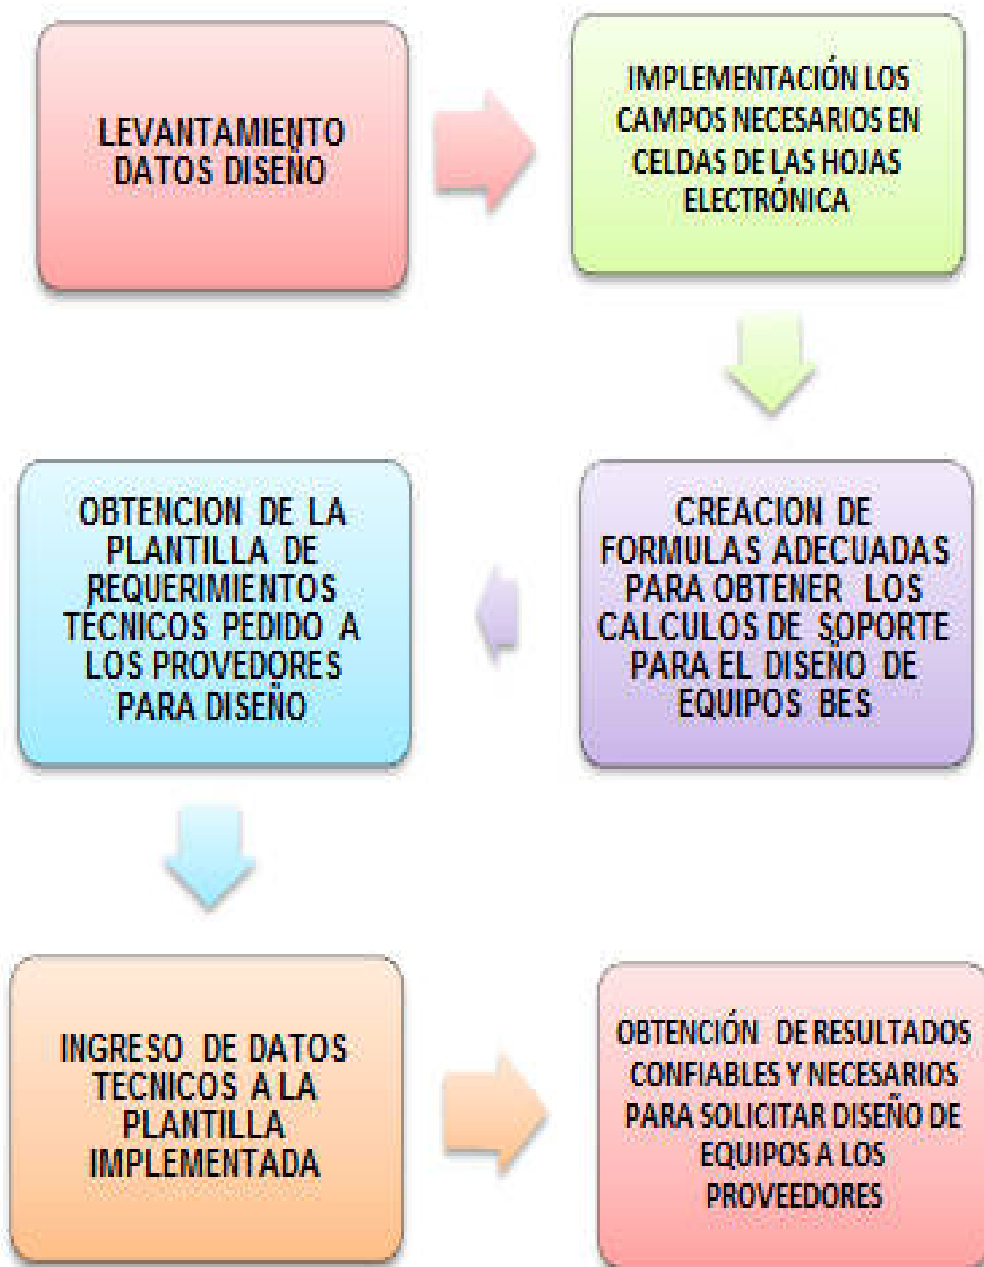 LEVANTAMIENTO
DATOS DISEÑO
IMPLEMENTACIÓN LOS
CAMPOS NECESARIOS EN
CELDAS DE LAS HOJAS
ELECTRÓNICA
CREACION DE
FORMULAS ADECUADAS
PARA OBTENER LOS
CALCULOS DE SOPORTE
PARA EL DISEÑO DE
EQUIPOS BES
OBTENCION DE LA
PLANTILLA DE
REQUERIMIENTOS
TÉCNICOS PEDIDO A
LOS PROVEDORES
PARA DISEÑO
INGRESO DE DATOS
TECNICOS A LA
PLANTILLA
IMPLEMENTADA
OBTENCIÓN DE RESULTADOS
CONFIABLES Y NECESARIOS
PARA SOLICITAR DISEÑO DE
EQUIPOS A LOS
PROVEEDORES